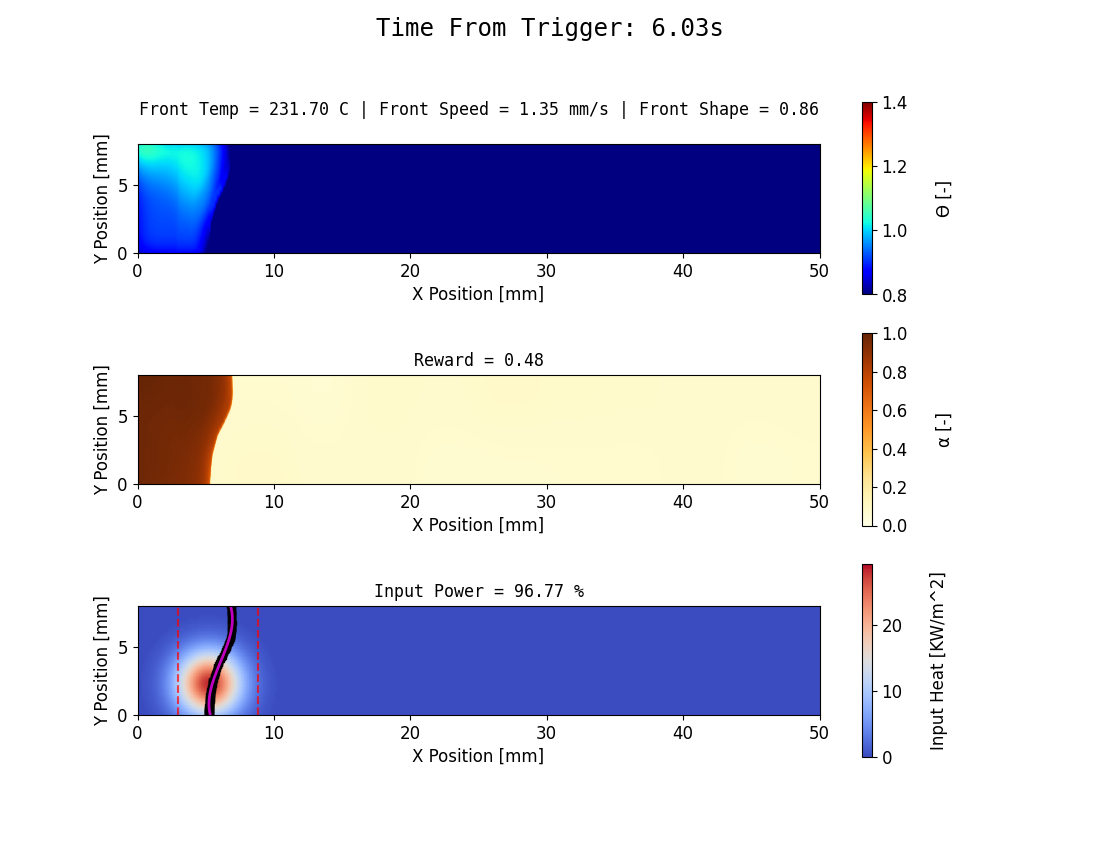 Time From Trigger: 6.03s
Front Temp = 231.70 C | Front Speed = 1.35 mm/s | Front Shape = 0.86
Y Position [mm]
5
0
0 10 20 30 40 50
X Position [mm]
1.4
1.2
1.0
0.8
Θ [-]
Reward = 0.48
Y Position [mm]
5
0
0 10 20 30 40 50
X Position [mm]
1.0
0.8
0.6
0.4
0.2
0.0
α [-]
Input Power = 96.77 %
Y Position [mm]
5
0
0 10 20 30 40 50
X Position [mm]
20
10
0
Input Heat [KW/m^2]